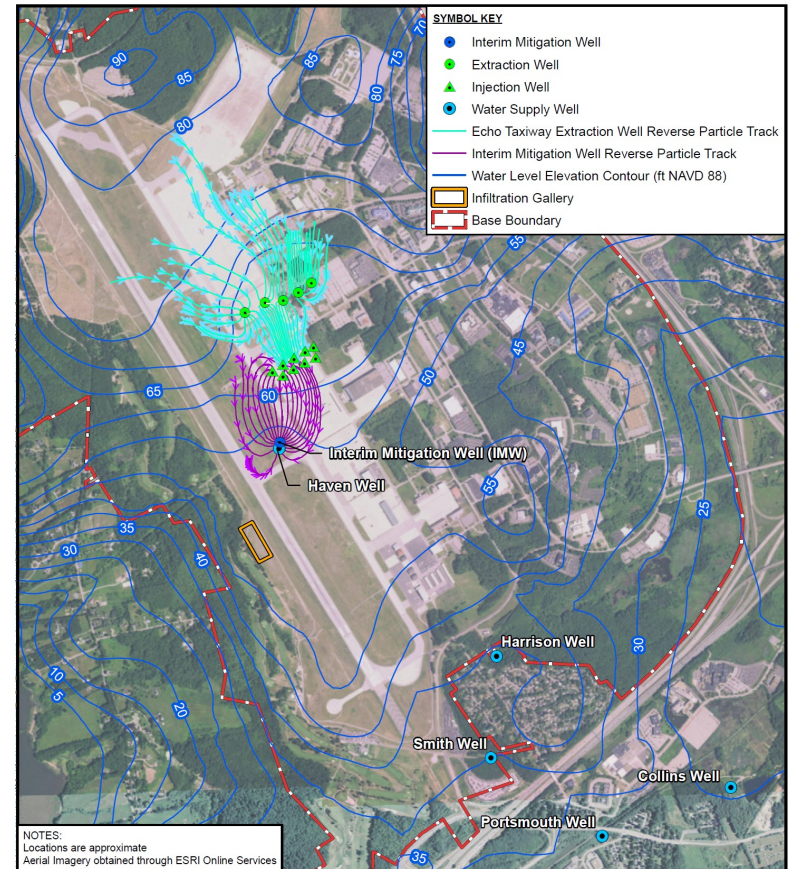 SYMBOL KEY
Interim Mitigation Well
Extraction Well
Injection Well
Water Supply Well
Echo Taxiway Extraction Well Reverse Particle Track
Interim Mitigation Well Reverse Particle Track
Water Level Elevation Contour (ft NAVD 88)
Infiltration Gallery
Base Boundary
70
75
90
85
85
80
80
55
45
50
65
60
Interim Mitigation Well (IMW)
Haven Well
55
25
35
30
40
30
Harrison Well
10
5
20
Smith Well
Collins Well
Portsmouth Well
35
NOTES:
Locations are approximate
Aerial Imagery obtained through ESRI Online Services